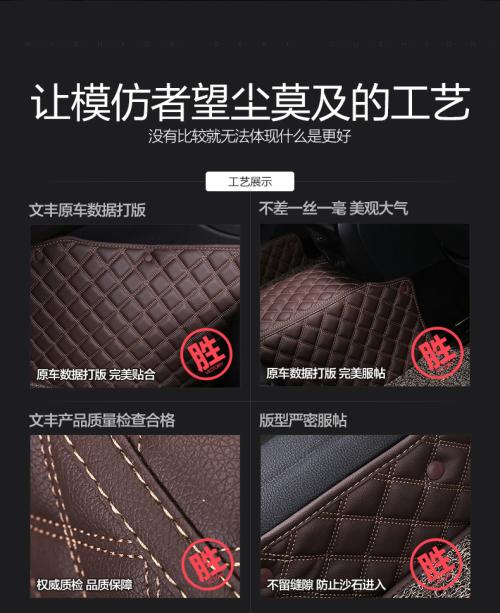 让模仿者望尘莫及的工艺
没有比较就无法体现什么是更好
工艺展示
文丰原车数据打版
不差一丝一毫 美观大气
胜
VICTORY
原车数据打版 完美贴合
胜
原车数据打版 完美服帖
文丰产品质量检查合格
版型严密服帖
胜
权威质检 品质保障
胜
不留缝隙 防止沙石进入